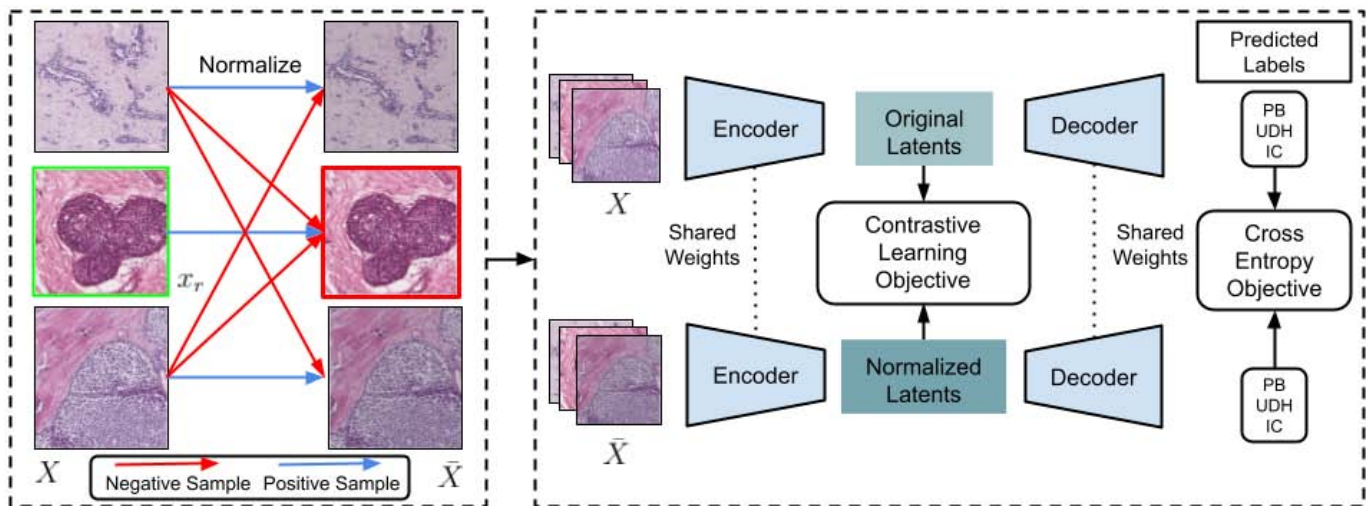 Normalize
x_r
X
X̄
Negative Sample
Positive Sample
X
Encoder
Original
Latents
Decoder
Predicted
Labels
PB
UDH
IC
Shared
Weights
Contrastive
Learning
Objective
Shared
Weights
Cross
Entropy
Objective
X̄
Encoder
Normalized
Latents
Decoder
PB
UDH
IC